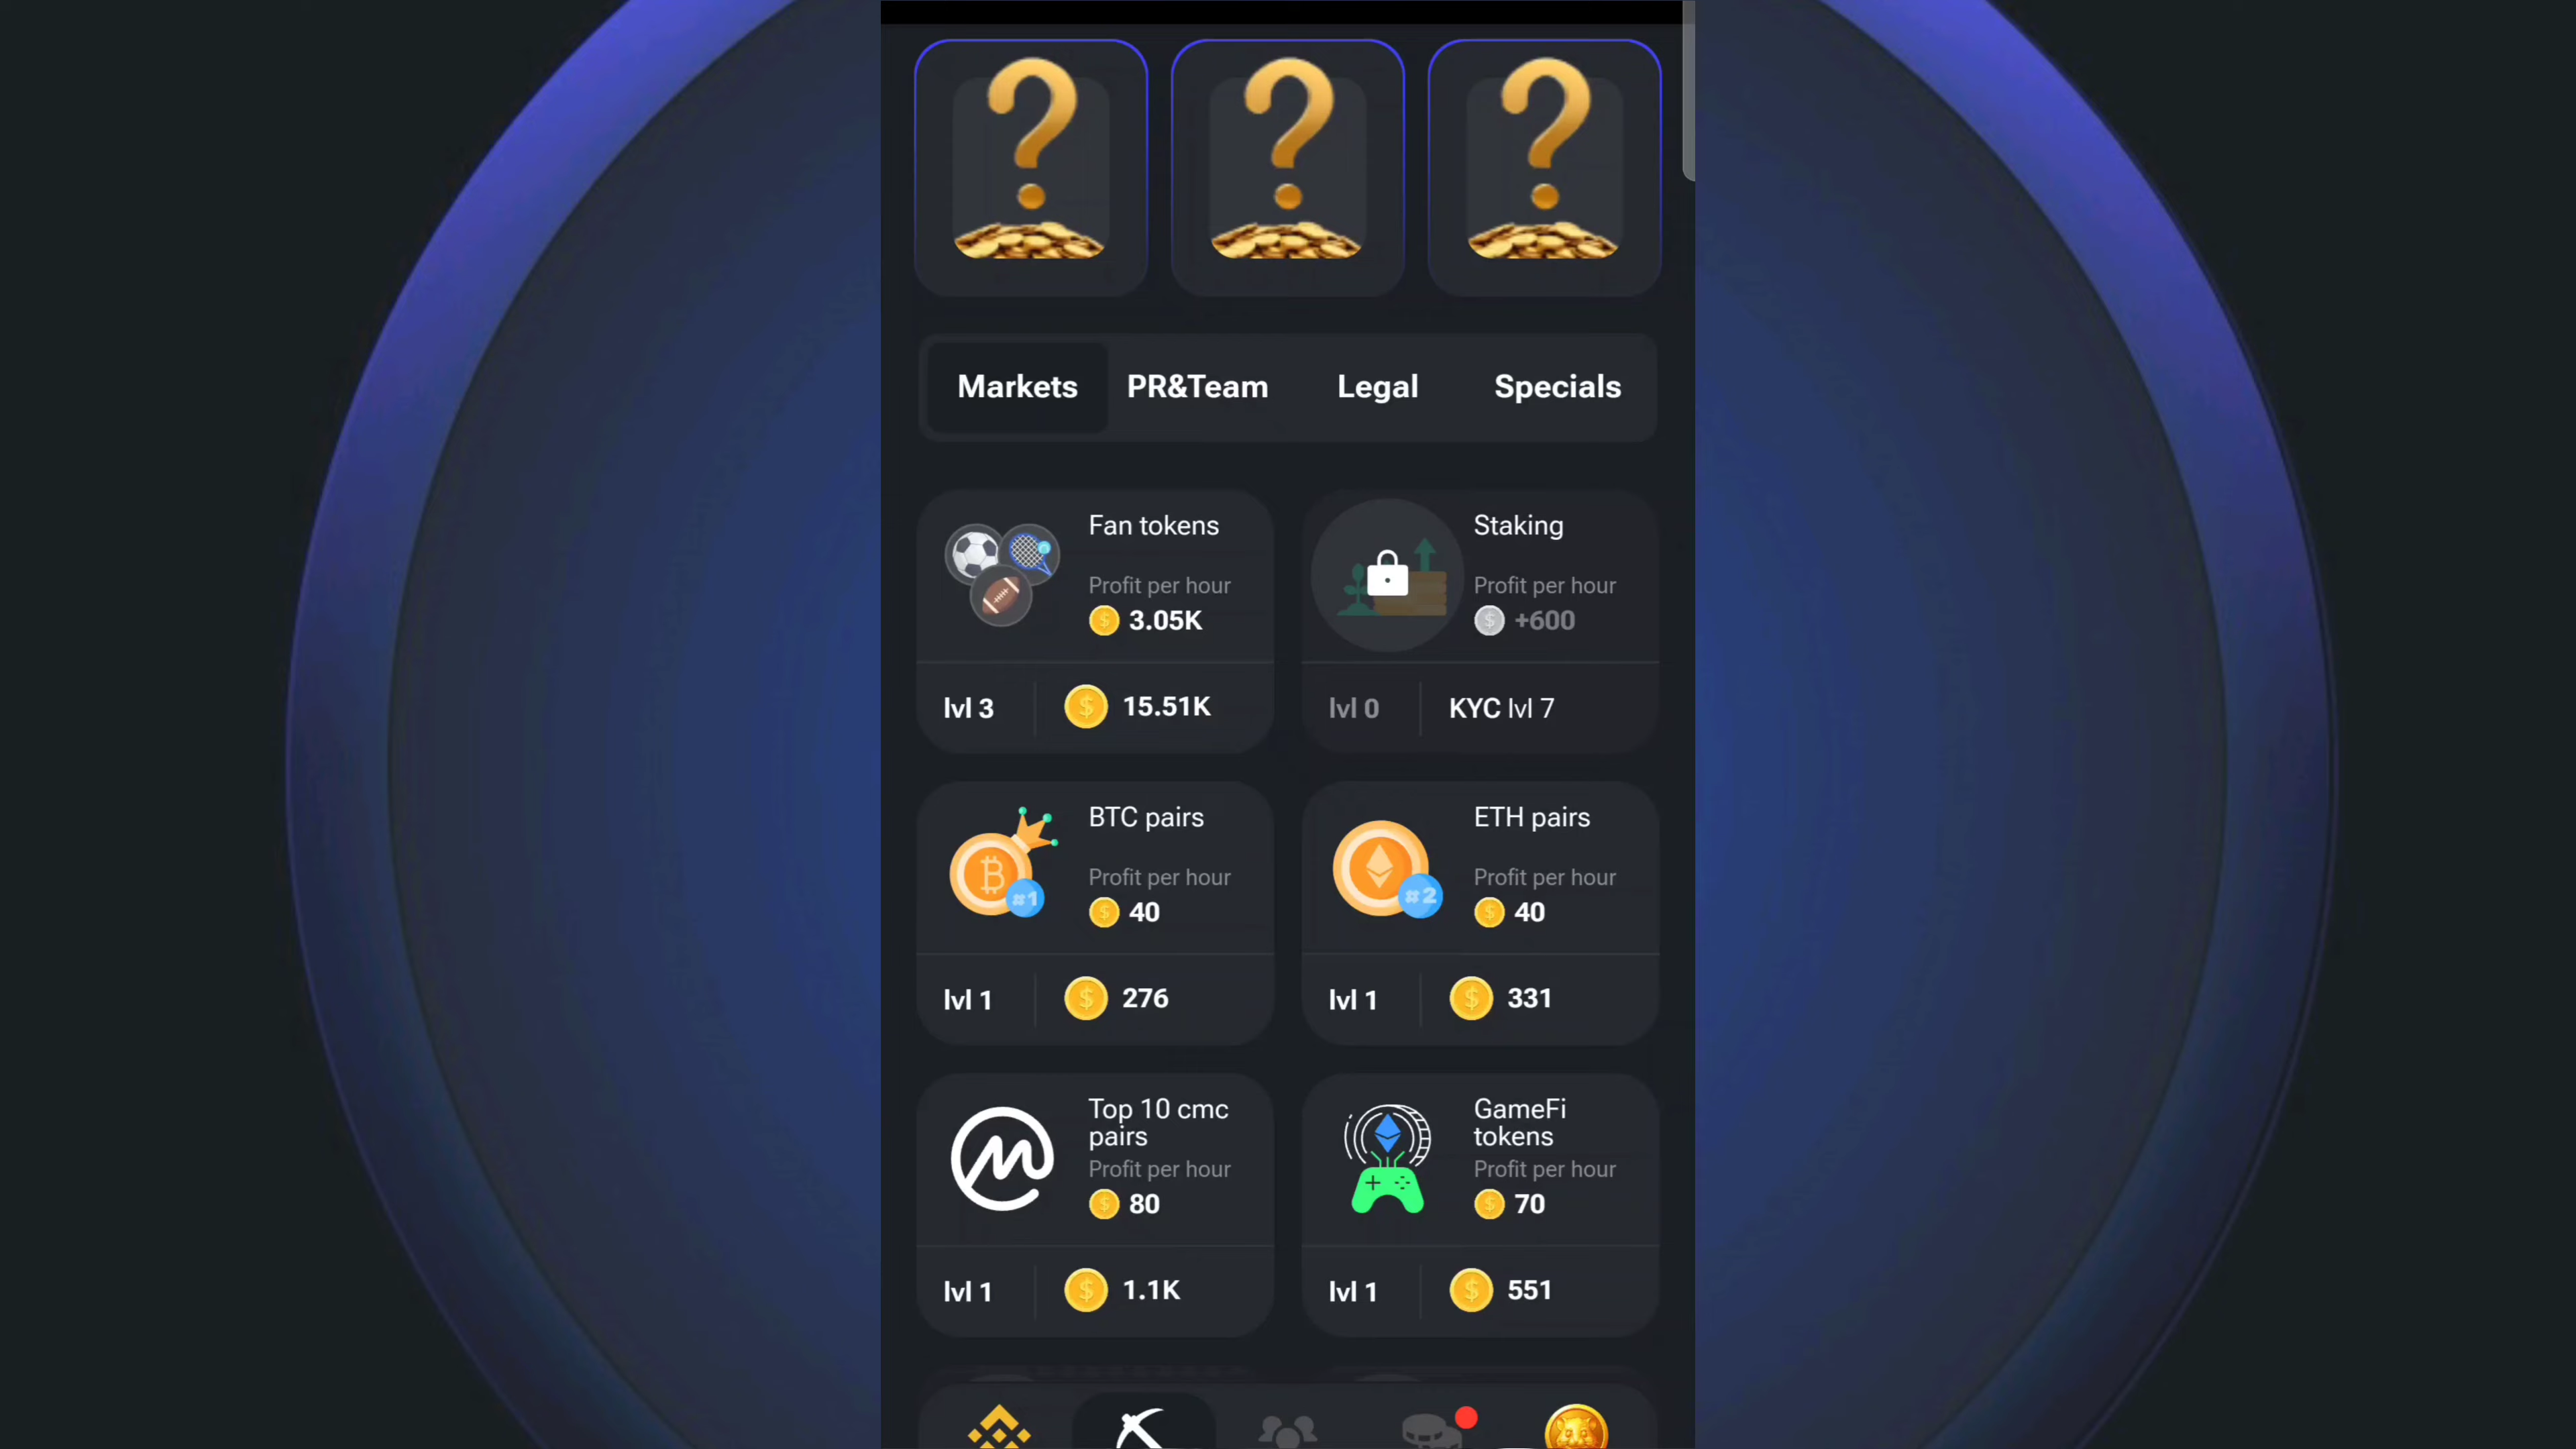 Markets PR&Team Legal Specials
Fan tokens
Profit per hour
3.05K
lvl 3
15.51K
Staking
Profit per hour
+600
lvl 0
KYC lvl 7
BTC pairs
Profit per hour
#1
40
lvl 1
276
ETH pairs
Profit per hour
#2
40
lvl 1
331
Top 10 cmc
pairs
Profit per hour
80
lvl 1
1.1K
GameFi
tokens
Profit per hour
70
lvl 1
551